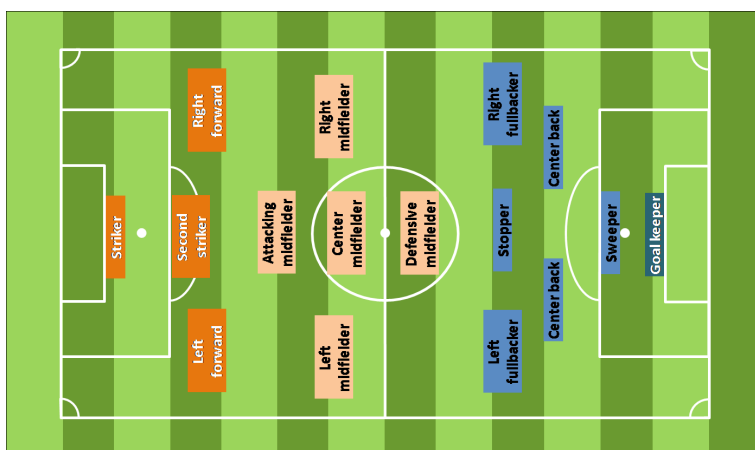 Striker
Left
forward
Second
striker
Right
forward
Attacking
midfielder
Left
midfielder
Center
midfielder
Right
midfielder
Defensive
midfielder
Left
fullbacker
Stopper
Right
fullbacker
Center back
Center back
Sweeper
Goal keeper